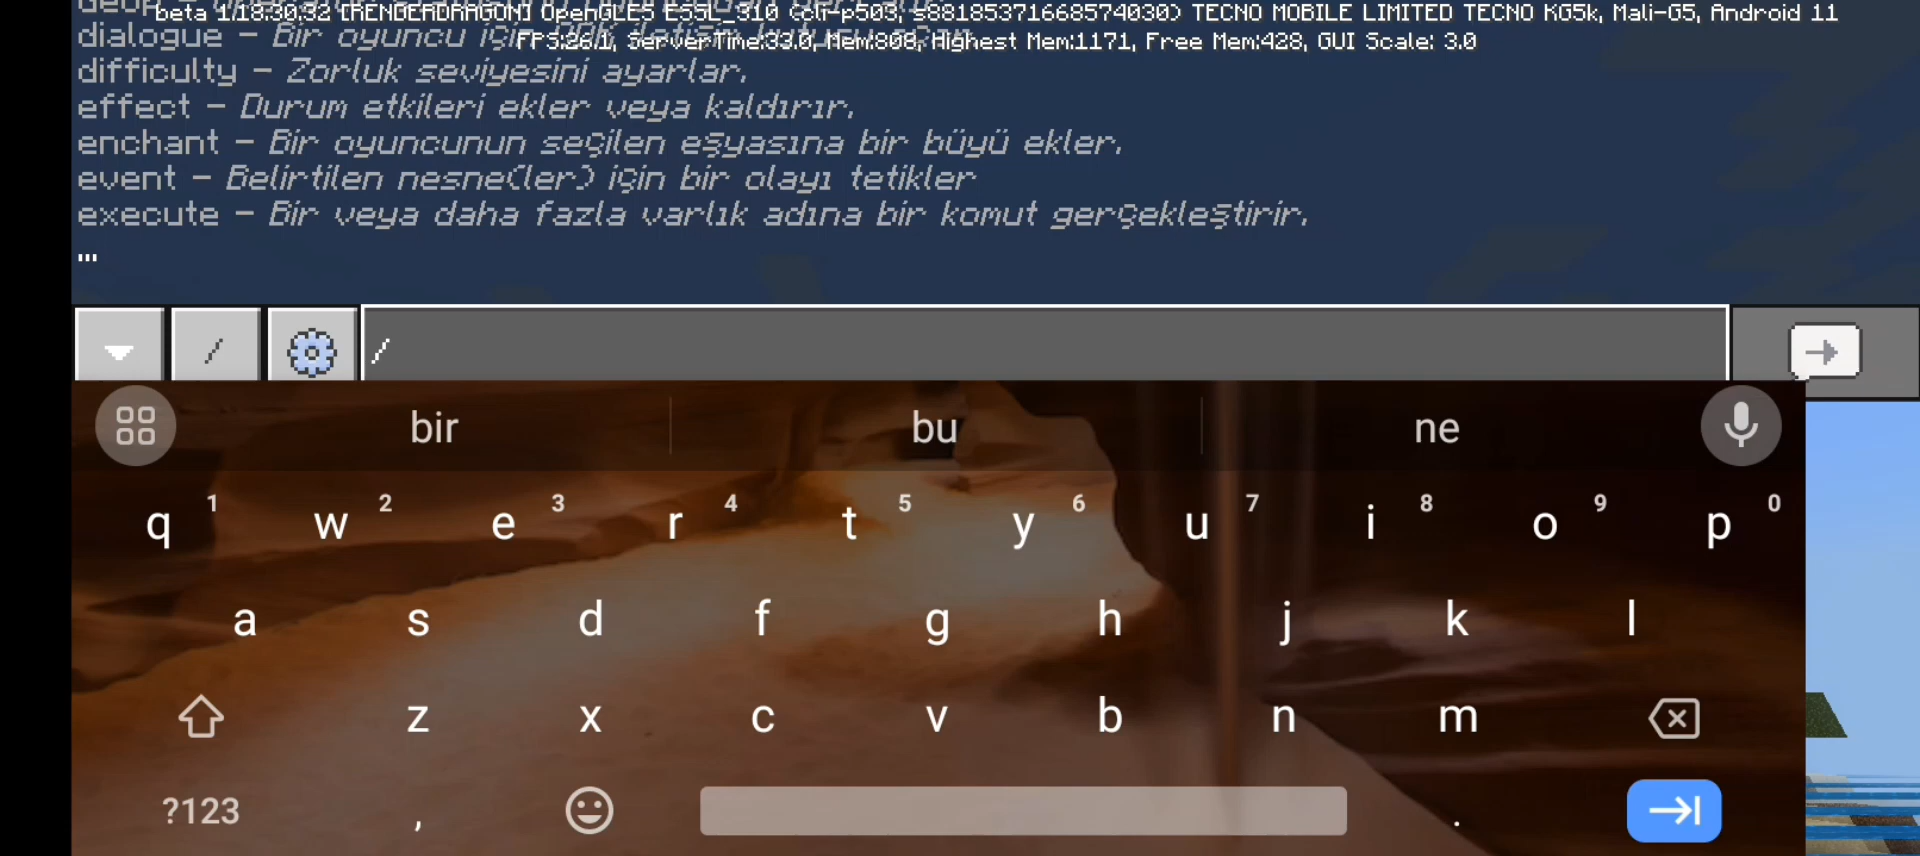 beta 1.18.30.32 [RENDERDRAGON] OpenGLES ESSL_310 (clr-p503, s881853716685740​30) TECNO MOBILE LIMITED TECNO KG5k, Mali-G5, Android 11
dialogue – Bir oyuncu için
FPS:26.1, ServerTime:33.0, Mem:808, Highest Mem:1171, Free Mem:428, GUI Scale: 3.0
difficulty – Zorluk seviyesini ayarlar.
effect – Durum etkileri ekler veya kaldırır.
enchant – Bir oyuncunun seçilen eşyasına bir büyü ekler.
event – Belirtilen nesne(ler) için bir olayı tetikler
execute – Bir veya daha fazla varlık adına bir komut gerçekleştirir.
...
/ /
bir bu ne
q 1 w 2 e 3 r 4 t 5 y 6 u 7 i 8 o 9 p 0
a s d f g h j k l
z x c v b n m
?123 , .